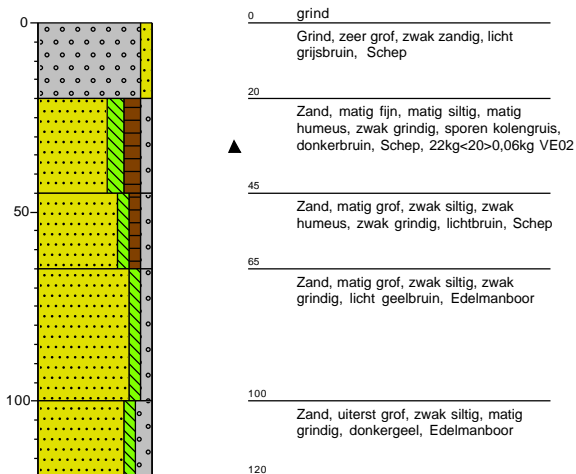 0
50
100
0 grind
Grind, zeer grof, zwak zandig, licht
grijsbruin, Schep
20
Zand, matig fijn, matig siltig, matig
humeus, zwak grindig, sporen kolengruis,
donkerbruin, Schep, 22kg<20>0,06kg VE02
45
Zand, matig grof, zwak siltig, zwak
humeus, zwak grindig, lichtbruin, Schep
65
Zand, matig grof, zwak siltig, zwak
grindig, licht geelbruin, Edelmanboor
100
Zand, uiterst grof, zwak siltig, matig
grindig, donkergeel, Edelmanboor
120